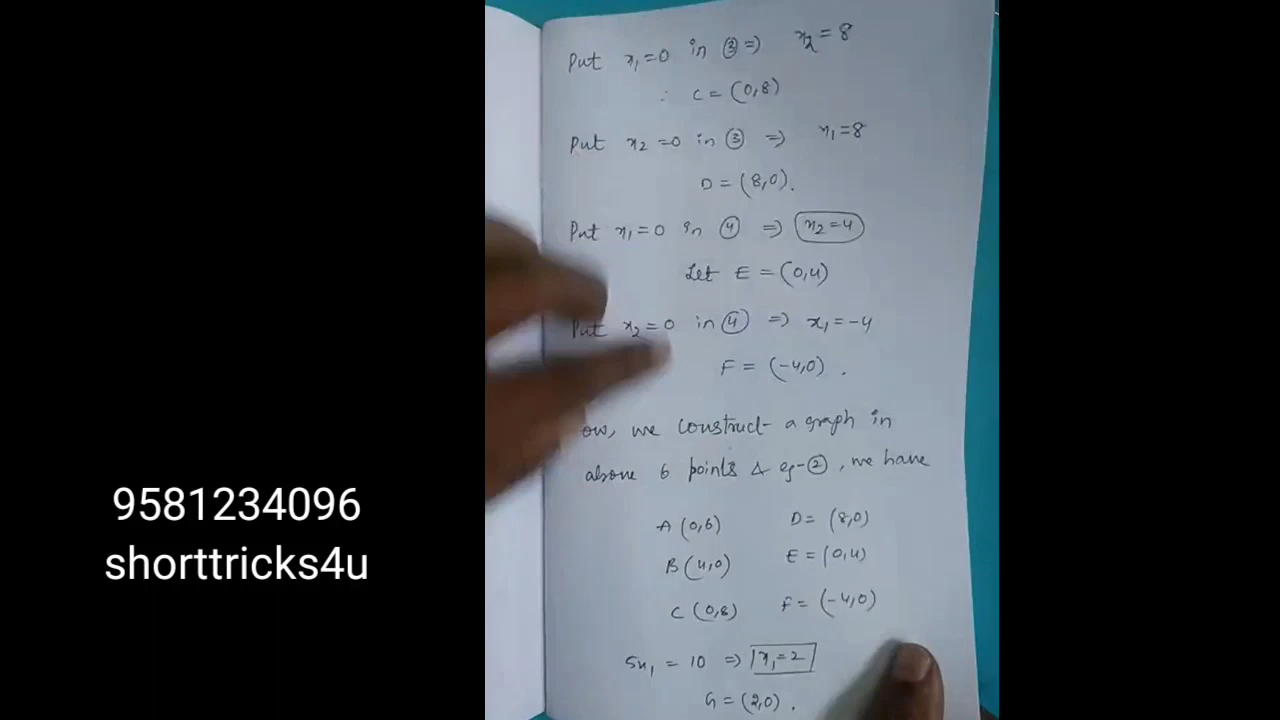 Put x₁=0 in ③ ⇒ x₂ = 8
∴ C = (0,8)
Put x₂ = 0 in ③ ⇒ x₁ = 8
D = (8,0).
Put x₁ = 0 in ④ ⇒ x₂ = 4
Let E = (0,4)
Put x₂ = 0 in ④ ⇒ x₁ = -4
F = (-4,0).
ow, we construct a graph in
above 6 points & eq-②, we have
A (0,6) D = (8,0)
B (4,0) E = (0,4)
C (0,8) F = (-4,0)
5x₁ = 10 ⇒ x₁ = 2
G = (2,0).
9581234096
shorttricks4u